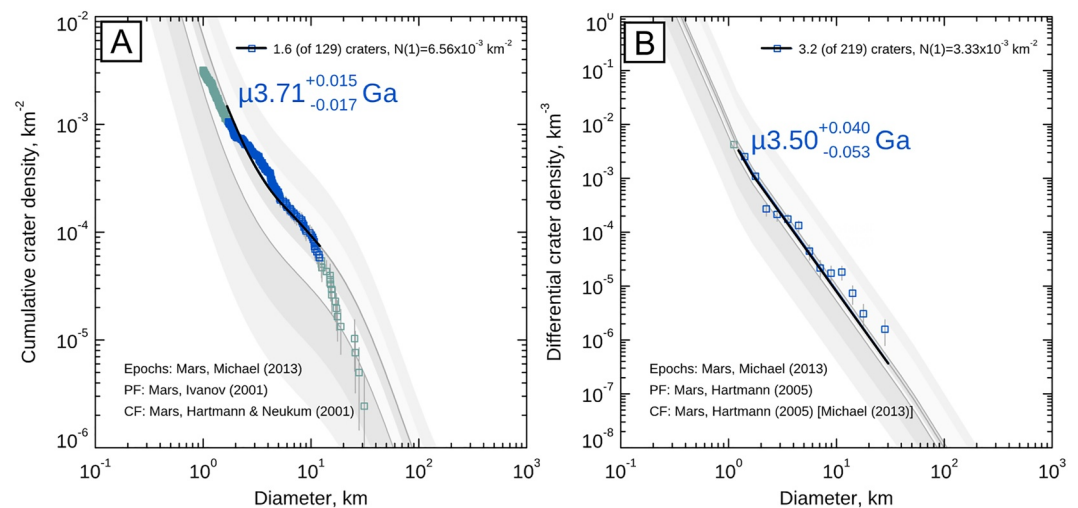 A
1.6 (of 129) craters, N(1)=6.56x10⁻³ km⁻²
μ3.71 +0.015 -0.017 Ga
Cumulative crater density, km⁻²
10⁻²
10⁻³
10⁻⁴
10⁻⁵
10⁻⁶
Epochs: Mars, Michael (2013)
PF: Mars, Ivanov (2001)
CF: Mars, Hartmann & Neukum (2001)
10⁻¹ 10⁰ 10¹ 10² 10³
Diameter, km
B
3.2 (of 219) craters, N(1)=3.33x10⁻³ km⁻²
μ3.50 +0.040 -0.053 Ga
Differential crater density, km⁻³
10⁰
10⁻¹
10⁻²
10⁻³
10⁻⁴
10⁻⁵
10⁻⁶
10⁻⁷
10⁻⁸
Epochs: Mars, Michael (2013)
PF: Mars, Hartmann (2005)
CF: Mars, Hartmann (2005) [Michael (2013)]
10⁻¹ 10⁰ 10¹ 10² 10³
Diameter, km